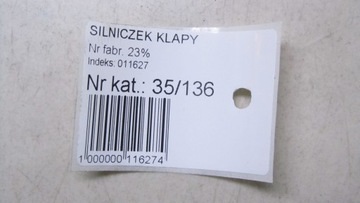 SILNICZEK KLAPY
Nr fabr. 23%
Indeks: 011627
Nr kat.: 35/136
1 000000 116274